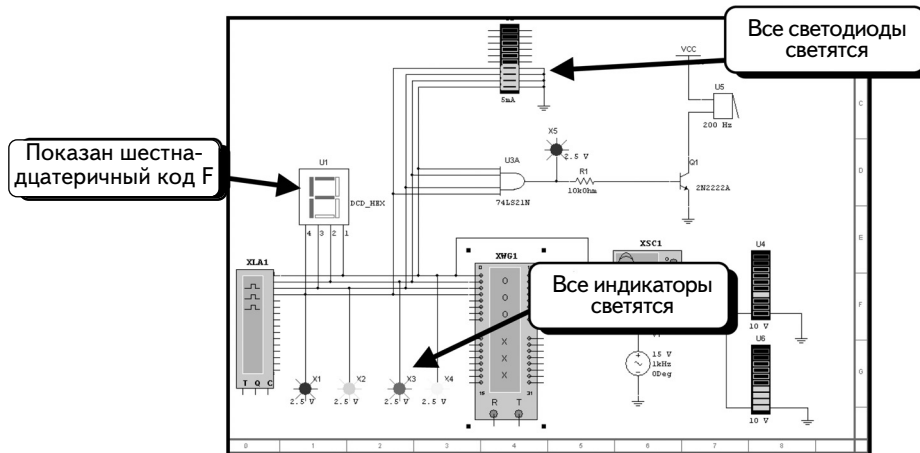 Все светодиоды
светятся
VCC
C
U5
5mA
200 Hz
Показан шестна-
дцатеричный код F
X5
2.5 V
U1
U3A
R1
Q1
D
10kOhm
2N2222A
DCD_HEX
74LS21N
4 3 2 1
E
XLA1
XWG1
XSC1
U4
Все индикаторы
светятся
O
O
O
X
X
X
F
10 V
U6
15 V
1kHz
0Deg
G
T Q C
X1
X2
X3
X4
2.5 V
2.5 V
2.5 V
2.5 V
R T
10 V
0 1 2 3 4 5 6 7 8